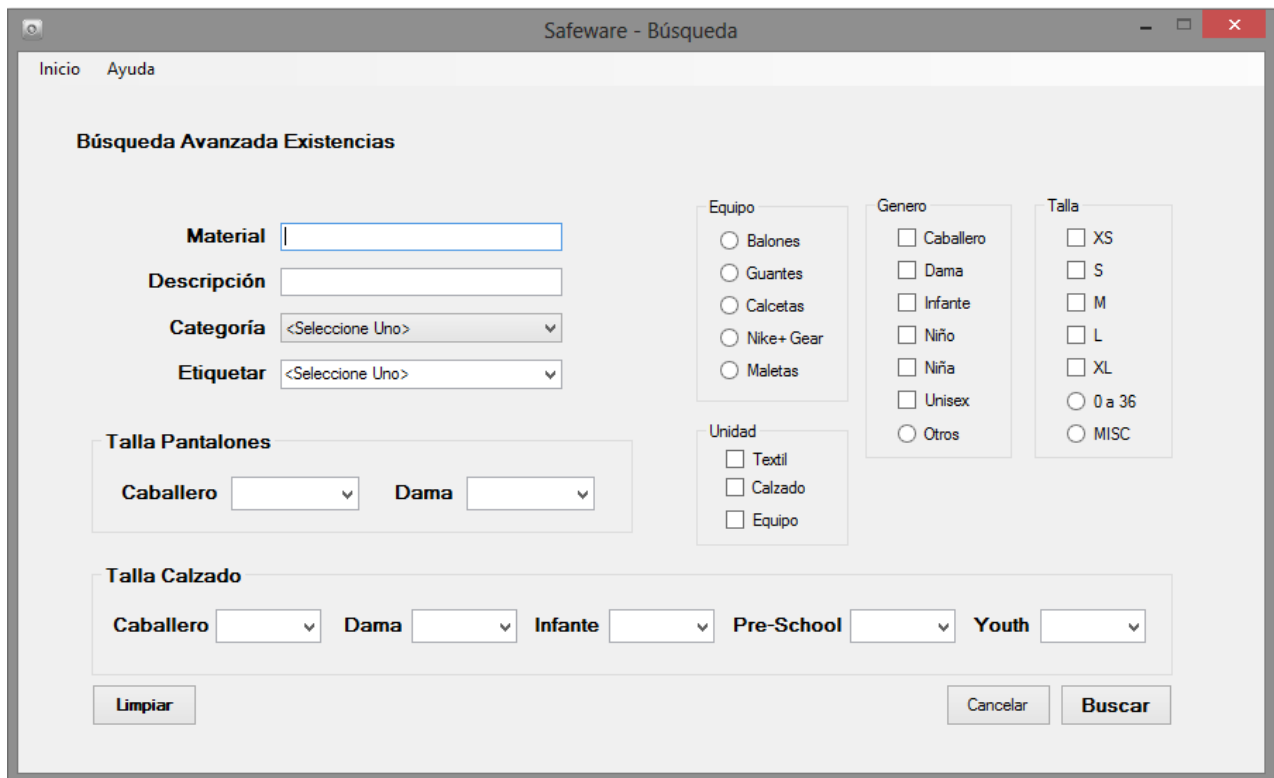 Safeware - Búsqueda
Inicio Ayuda
Búsqueda Avanzada Existencias
Material
Descripción
Categoría <Seleccione Uno>
Etiquetar <Seleccione Uno>
Equipo
Balones
Guantes
Calcetas
Nike+ Gear
Maletas
Genero
Caballero
Dama
Infante
Niño
Niña
Unisex
Otros
Talla
XS
S
M
L
XL
0 a 36
MISC
Unidad
Textil
Calzado
Equipo
Talla Pantalones
Caballero Dama
Talla Calzado
Caballero Dama Infante Pre-School Youth
Limpiar Cancelar Buscar